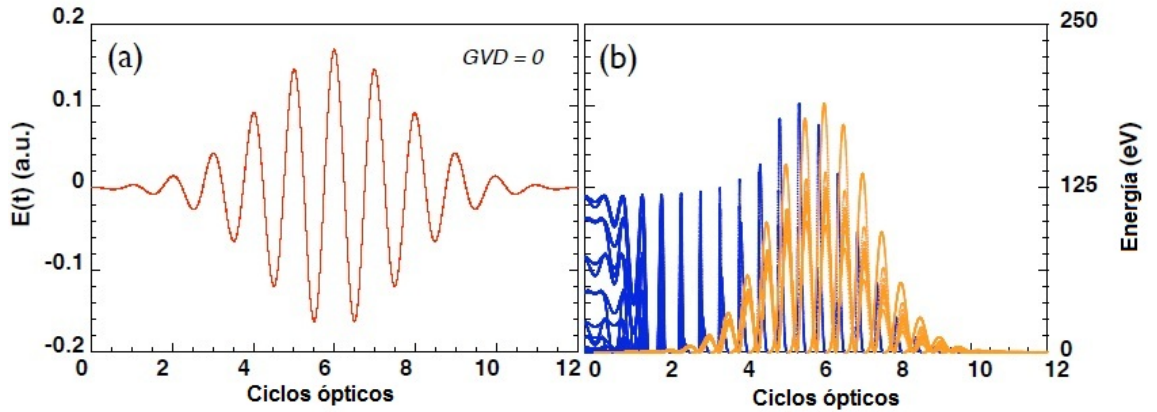 0.2
0.1
0
-0.1
-0.2
E(t) (a.u.)
(a)
GVD = 0
0 2 4 6 8 10 12
Ciclos ópticos
(b)
0 2 4 6 8 10 12
Ciclos ópticos
250
125
0
Energía (eV)